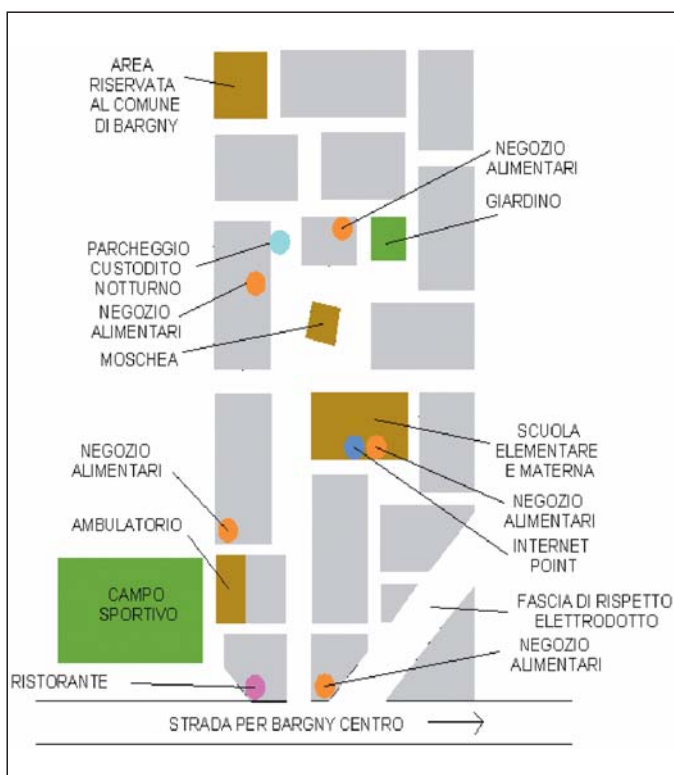 AREA
RISERVATA
AL COMUNE
DI BARGNY
NEGOZIO
ALIMENTARI
GIARDINO
PARCHEGGIO
CUSTODITO
NOTTURNO
NEGOZIO
ALIMENTARI
MOSCHEA
SCUOLA
ELEMENTARE
E MATERNA
NEGOZIO
ALIMENTARI
NEGOZIO
ALIMENTARI
INTERNET
POINT
AMBULATORIO
CAMPO
SPORTIVO
FASCIA DI RISPETTO
ELETTRODOTTO
NEGOZIO
ALIMENTARI
RISTORANTE
STRADA PER BARGNY CENTRO